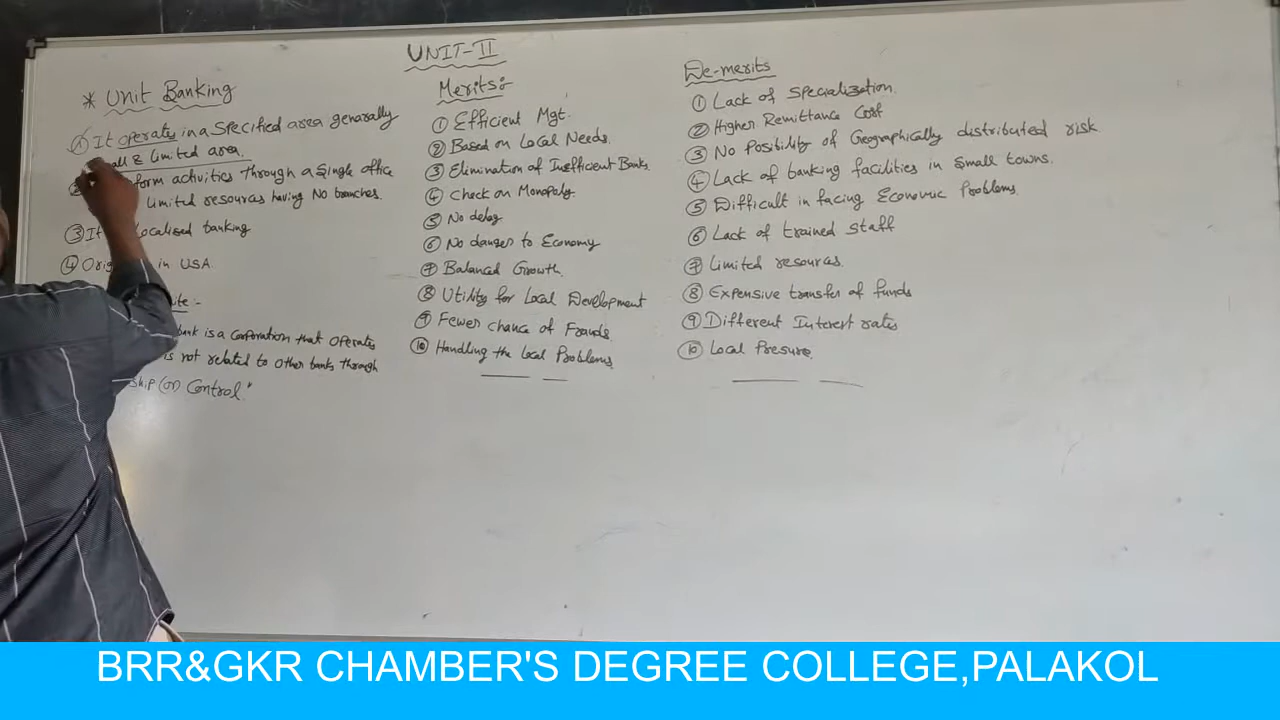 UNIT-II
* Unit Banking
① It operates in a specified area generally
small & limited area.
form activities through a single office
limited resources having No branches.
③ It localised banking
④ Orig in USA.
ite :-
bank is a corporation that operates
is not related to other banks through
ship (or) Control."
Merits:-
① Efficient Mgt.
② Based on Local Needs.
③ Elimination of Inefficient Banks.
④ Check on Monopoly.
⑤ No delay
⑥ No danger to Economy
⑦ Balanced Growth.
⑧ Utility for Local Development
⑨ Fewer chance of Frauds.
⑩ Handling the Local Problems.
De-merits
① Lack of Specialization.
② Higher Remittance Cost
③ No Posibility of Geographically distributed risk
④ Lack of banking facilities in small towns.
⑤ Difficult in facing Economic Problems.
⑥ Lack of trained Staff
⑦ Limited resources.
⑧ Expensive transfer of funds
⑨ Different Interest rates
⑩ Local Presure.
BRR&GKR CHAMBER'S DEGREE COLLEGE,PALAKOL